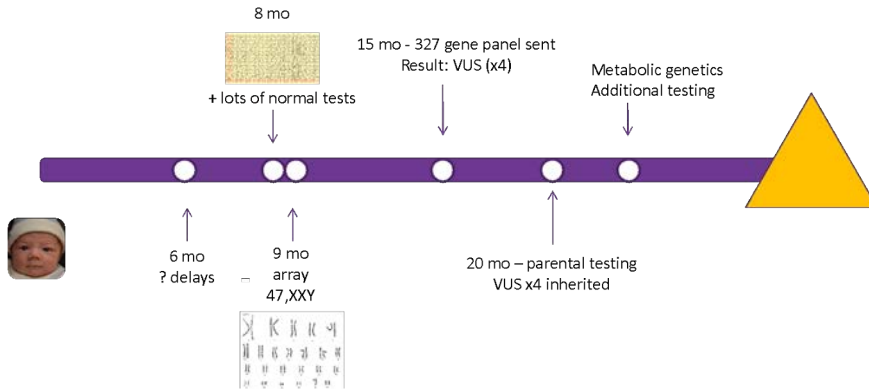 8 mo
+ lots of normal tests
15 mo - 327 gene panel sent
Result: VUS (x4)
Metabolic genetics
Additional testing
6 mo
? delays
9 mo
array
47,XXY
20 mo – parental testing
VUS x4 inherited